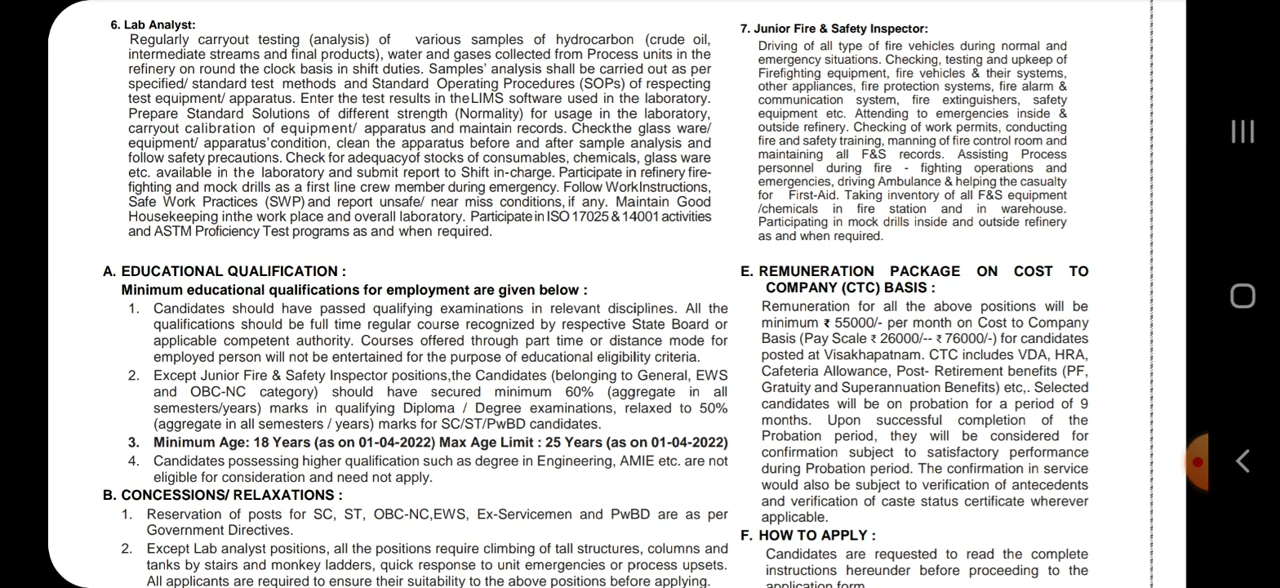 6. Lab Analyst:
Regularly carryout testing (analysis) of various samples of hydrocarbon (crude oil,
intermediate streams and final products), water and gases collected from Process units in the
refinery on round the clock basis in shift duties. Samples' analysis shall be carried out as per
specified/ standard test methods and Standard Operating Procedures (SOPs) of respecting
test equipment/ apparatus. Enter the test results in theLIMS software used in the laboratory.
Prepare Standard Solutions of different strength (Normality) for usage in the laboratory,
carryout calibration of equipment/ apparatus and maintain records. Checkthe glass ware/
equipment/ apparatus'condition, clean the apparatus before and after sample analysis and
follow safety precautions. Check for adequacyof stocks of consumables, chemicals, glass ware
etc. available in the laboratory and submit report to Shift in-charge. Participate in refinery fire-
fighting and mock drills as a first line crew member during emergency. Follow WorkInstructions,
Safe Work Practices (SWP) and report unsafe/ near miss conditions, if any. Maintain Good
Housekeeping inthe work place and overall laboratory. Participate in ISO 17025 & 14001 activities
and ASTM Proficiency Test programs as and when required.
A. EDUCATIONAL QUALIFICATION :
Minimum educational qualifications for employment are given below :
1. Candidates should have passed qualifying examinations in relevant disciplines. All the
qualifications should be full time regular course recognized by respective State Board or
applicable competent authority. Courses offered through part time or distance mode for
employed person will not be entertained for the purpose of educational eligibility criteria.
2. Except Junior Fire & Safety Inspector positions,the Candidates (belonging to General, EWS
and OBC-NC category) should have secured minimum 60% (aggregate in all
semesters/years) marks in qualifying Diploma / Degree examinations, relaxed to 50%
(aggregate in all semesters / years) marks for SC/ST/PwBD candidates.
3. Minimum Age: 18 Years (as on 01-04-2022) Max Age Limit : 25 Years (as on 01-04-2022)
4. Candidates possessing higher qualification such as degree in Engineering, AMIE etc. are not
eligible for consideration and need not apply.
B. CONCESSIONS/ RELAXATIONS :
1. Reservation of posts for SC, ST, OBC-NC,EWS, Ex-Servicemen and PwBD are as per
Government Directives.
2. Except Lab analyst positions, all the positions require climbing of tall structures, columns and
tanks by stairs and monkey ladders, quick response to unit emergencies or process upsets.
All applicants are required to ensure their suitability to the above positions before applying.
7. Junior Fire & Safety Inspector:
Driving of all type of fire vehicles during normal and
emergency situations. Checking, testing and upkeep of
Firefighting equipment, fire vehicles & their systems,
other appliances, fire protection systems, fire alarm &
communication system, fire extinguishers, safety
equipment etc. Attending to emergencies inside &
outside refinery. Checking of work permits, conducting
fire and safety training, manning of fire control room and
maintaining all F&S records. Assisting Process
personnel during fire - fighting operations and
emergencies, driving Ambulance & helping the casualty
for First-Aid. Taking inventory of all F&S equipment
/chemicals in fire station and in warehouse.
Participating in mock drills inside and outside refinery
as and when required.
E. REMUNERATION PACKAGE ON COST TO
COMPANY (CTC) BASIS :
Remuneration for all the above positions will be
minimum ₹ 55000/- per month on Cost to Company
Basis (Pay Scale ₹ 26000/-- ₹ 76000/-) for candidates
posted at Visakhapatnam. CTC includes VDA, HRA,
Cafeteria Allowance, Post- Retirement benefits (PF,
Gratuity and Superannuation Benefits) etc,. Selected
candidates will be on probation for a period of 9
months. Upon successful completion of the
Probation period, they will be considered for
confirmation subject to satisfactory performance
during Probation period. The confirmation in service
would also be subject to verification of antecedents
and verification of caste status certificate wherever
applicable.
F. HOW TO APPLY :
Candidates are requested to read the complete
instructions hereunder before proceeding to the
application form